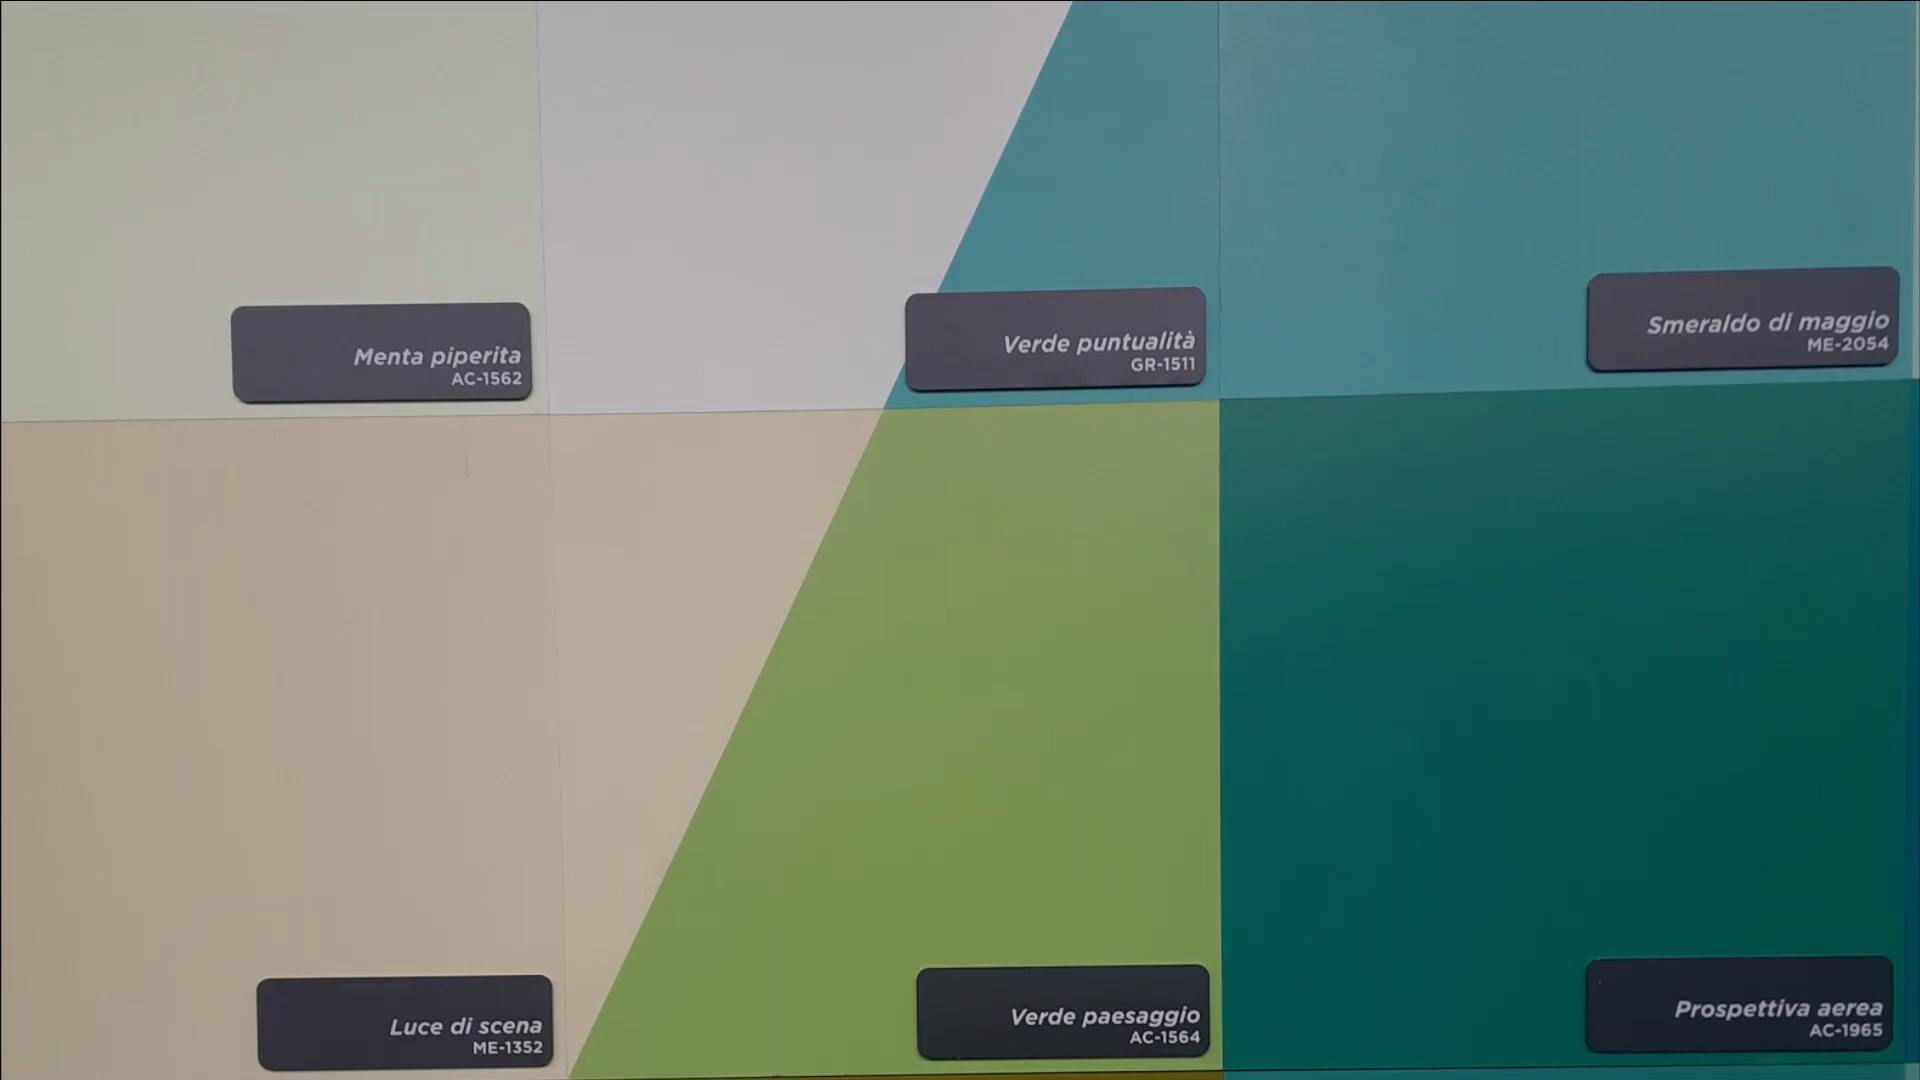 Menta piperita
AC-1562
Verde puntualità
GR-1511
Smeraldo di maggio
ME-2054
Luce di scena
ME-1352
Verde paesaggio
AC-1564
Prospettiva aerea
AC-1965